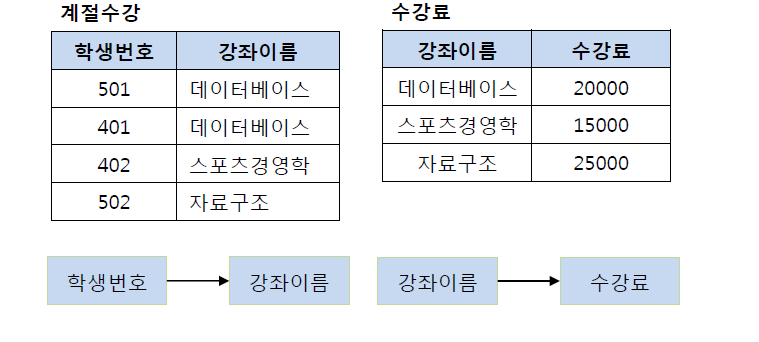 계절수강
학생번호 강좌이름
501 데이터베이스
401 데이터베이스
402 스포츠경영학
502 자료구조
수강료
강좌이름 수강료
데이터베이스 20000
스포츠경영학 15000
자료구조 25000
학생번호 강좌이름
강좌이름 수강료